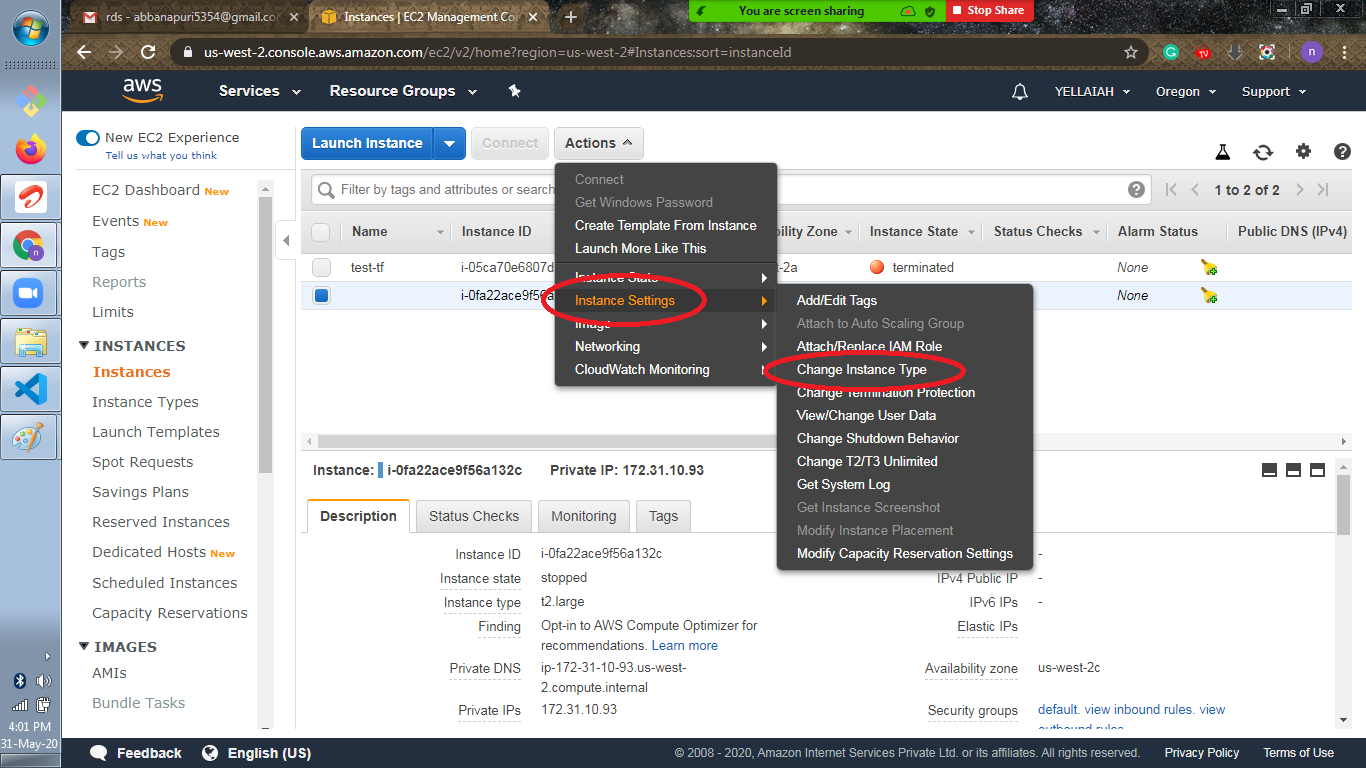 rds - abbanapuri5354@gmail.co
Instances | EC2 Management Co
You are screen sharing
Stop Share
us-west-2.console.aws.amazon.com/ec2/v2/home?region=us-west-2#Instances:sort=instanceId
n
aws
Services
Resource Groups
YELLAIAH
Oregon
Support
New EC2 Experience
Tell us what you think
EC2 Dashboard New
Events New
Tags
Reports
Limits
INSTANCES
Instances
Instance Types
Launch Templates
Spot Requests
Savings Plans
Reserved Instances
Dedicated Hosts New
Scheduled Instances
Capacity Reservations
IMAGES
AMIs
Bundle Tasks
Launch Instance
Connect
Actions
Filter by tags and attributes or search
1 to 2 of 2
Name
Instance ID
bility Zone
Instance State
Status Checks
Alarm Status
Public DNS (IPv4)
test-tf
i-05ca70e6807d
t-2a
terminated
None
i-0fa22ace9f56a
None
Connect
Get Windows Password
Create Template From Instance
Launch More Like This
Instance State
Instance Settings
Image
Networking
CloudWatch Monitoring
Add/Edit Tags
Attach to Auto Scaling Group
Attach/Replace IAM Role
Change Instance Type
Change Termination Protection
View/Change User Data
Change Shutdown Behavior
Change T2/T3 Unlimited
Get System Log
Get Instance Screenshot
Modify Instance Placement
Modify Capacity Reservation Settings
Instance: i-0fa22ace9f56a132c Private IP: 172.31.10.93
Description
Status Checks
Monitoring
Tags
Instance ID i-0fa22ace9f56a132c
Instance state stopped
Instance type t2.large
Finding Opt-in to AWS Compute Optimizer for
recommendations. Learn more
Private DNS ip-172-31-10-93.us-west-
2.compute.internal
Private IPs 172.31.10.93
-
IPv4 Public IP -
IPv6 IPs -
Elastic IPs
Availability zone us-west-2c
Security groups default. view inbound rules. view
outbound rules
4:01 PM
31-May-20
Feedback
English (US)
© 2008 - 2020, Amazon Internet Services Private Ltd. or its affiliates. All rights reserved.
Privacy Policy
Terms of Use